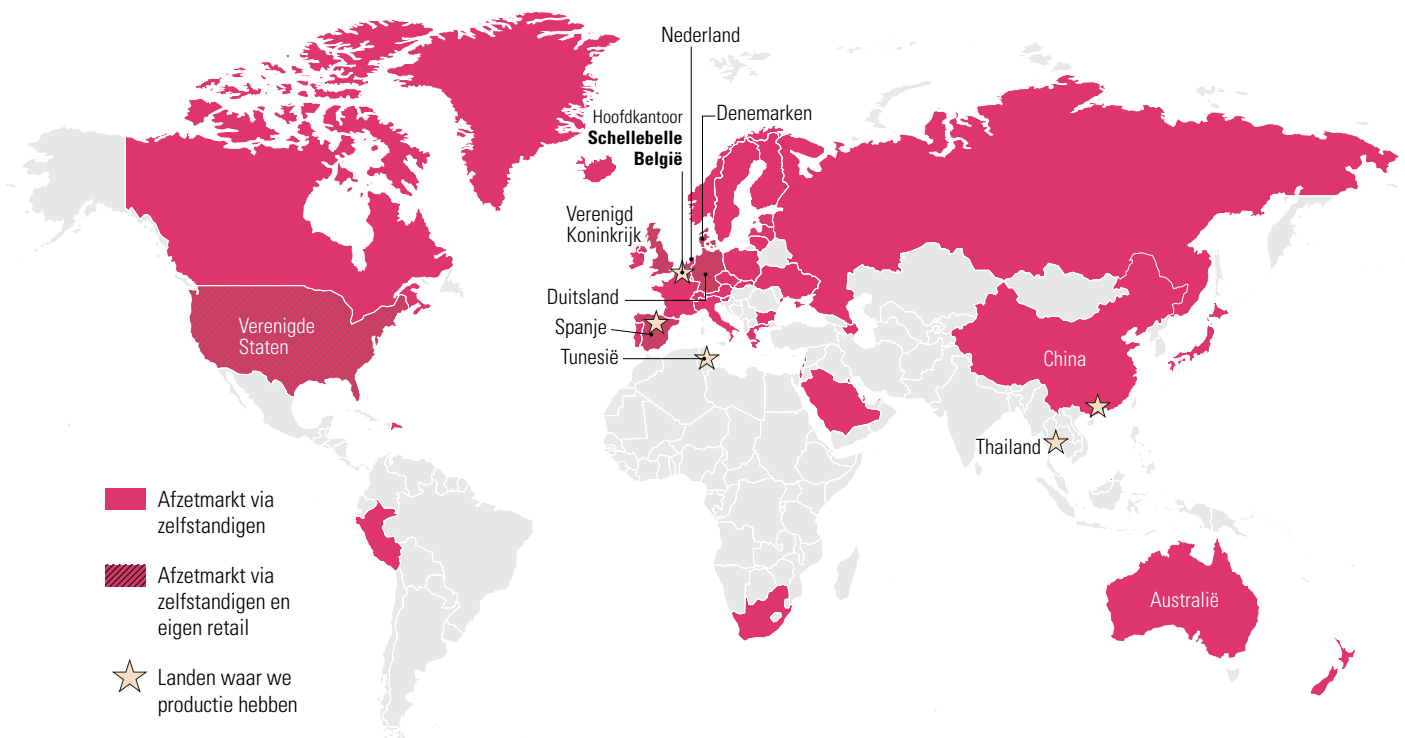 Nederland
Denemarken
Hoofdkantoor
Schellebelle
België
Verenigd
Koninkrijk
Duitsland
Spanje
Tunesië
Verenigde
Staten
China
Thailand
Australië
Afzetmarkt via
zelfstandigen
Afzetmarkt via
zelfstandigen en
eigen retail
Landen waar we
productie hebben